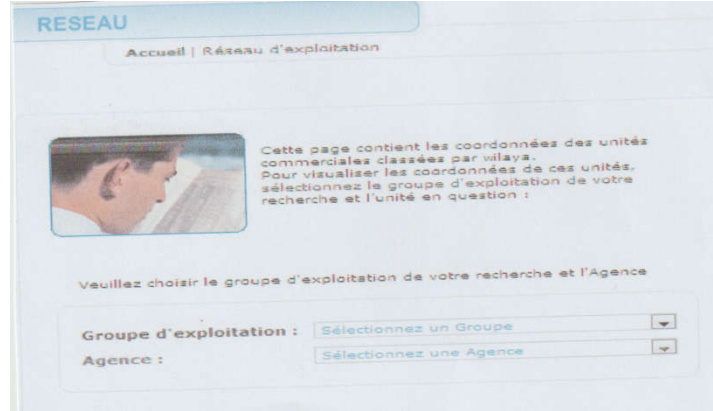 RESEAU
Accueil | Réseau d'exploitation
Cette page contient les coordonnées des unités
commerciales classées par wilaya.
Pour visualiser les coordonnées de ces unités,
sélectionnez le groupe d'exploitation de votre
recherche et l'unité en question :
Veuillez choisir le groupe d'exploitation de votre recherche et l'Agence
Groupe d'exploitation :
Sélectionnez un Groupe
Agence :
Sélectionnez une Agence